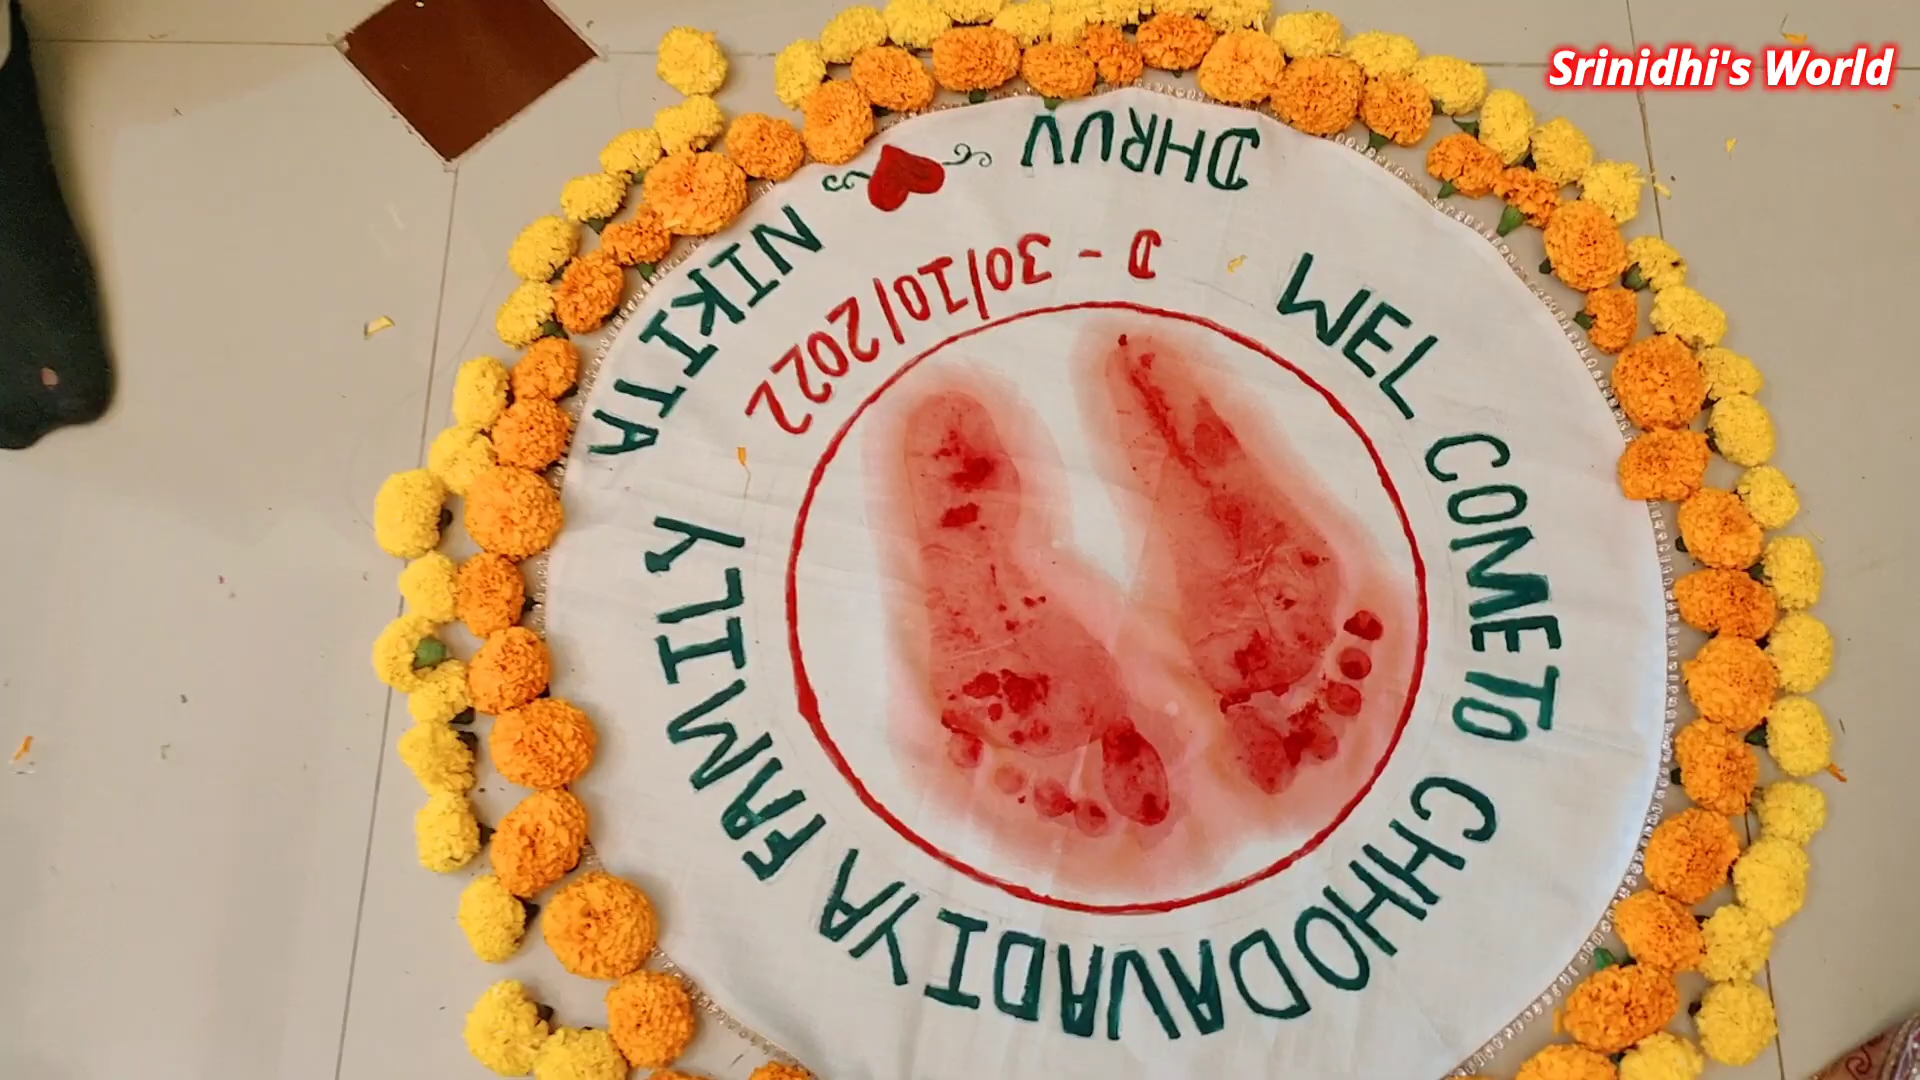 Srinidhi's World
DHRUV
NIKITA
D - 30/10/2022
WEL COME TO CHHODAVADIYA FAMILY